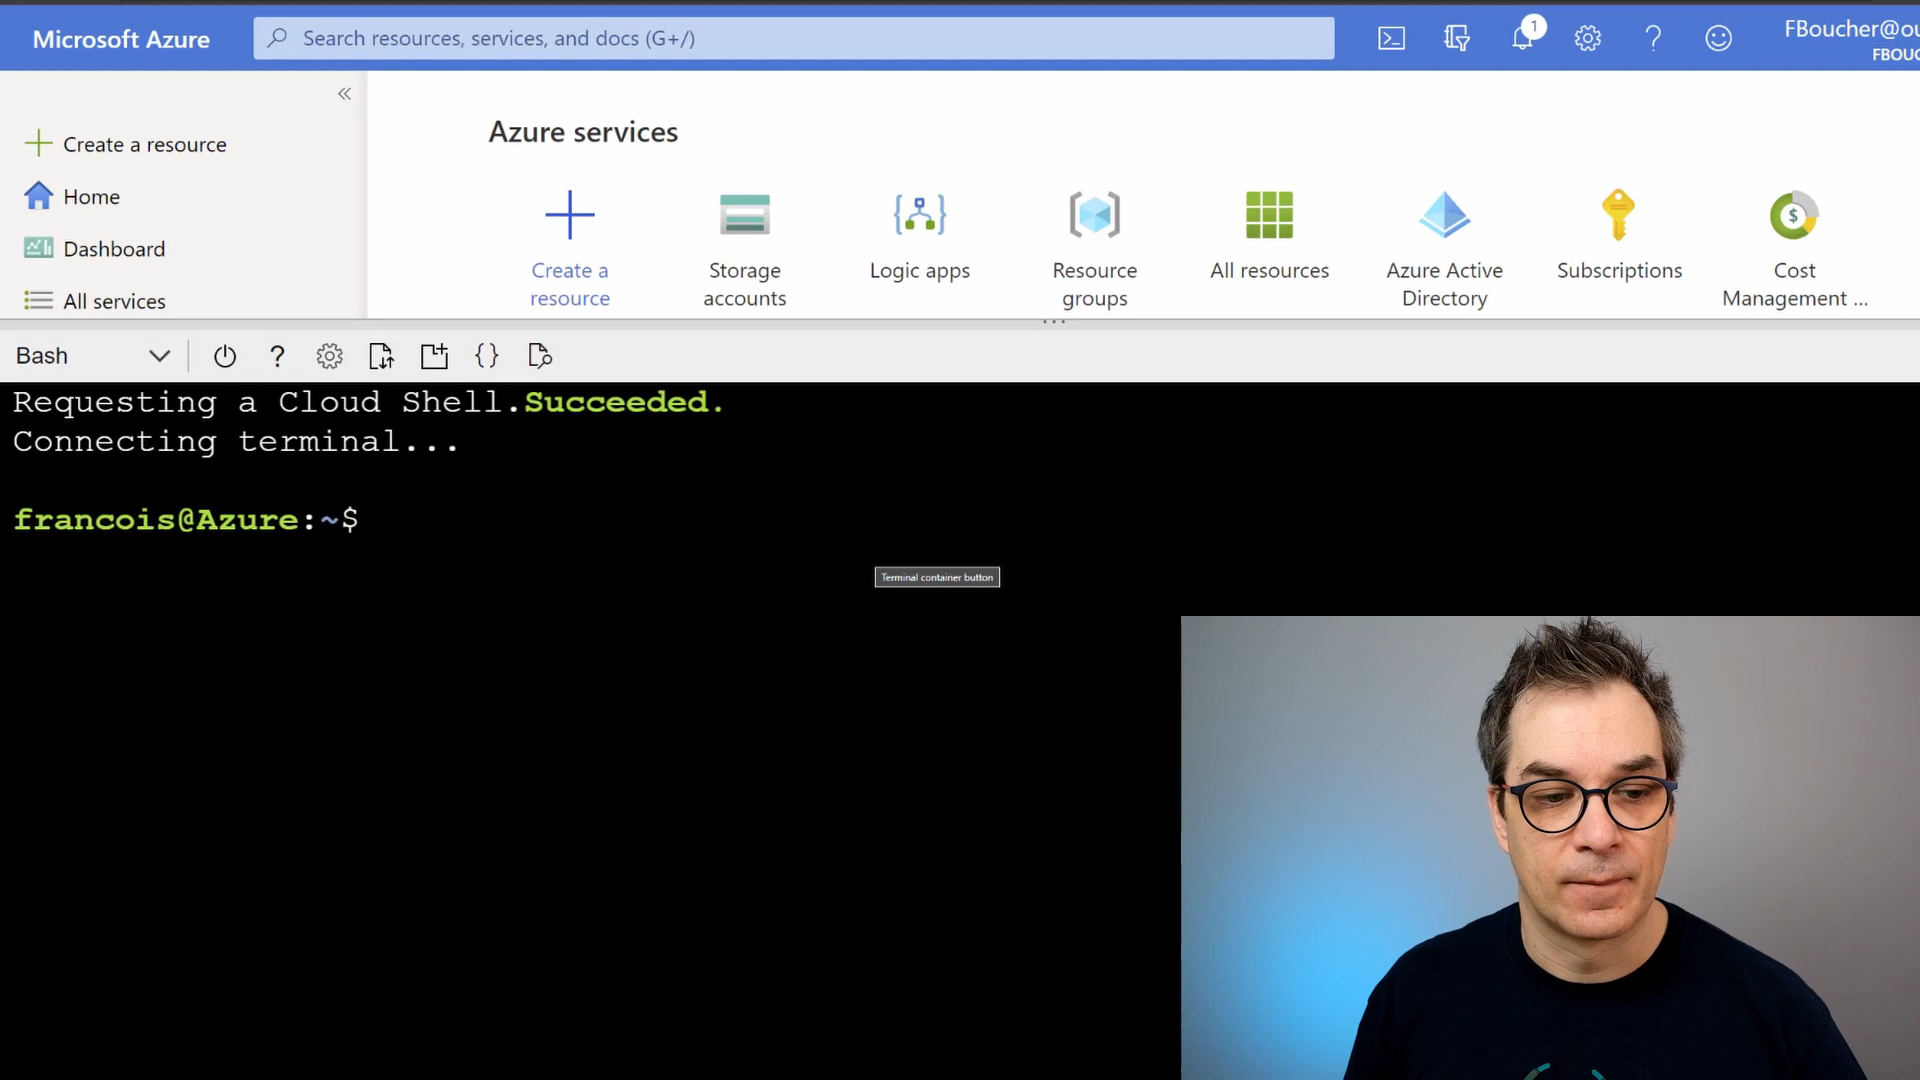 Microsoft Azure
Search resources, services, and docs (G+/)
1
FBoucher@ou
FBOUC
Create a resource
Home
Dashboard
All services
Azure services
Create a
resource
Storage
accounts
Logic apps
Resource
groups
All resources
Azure Active
Directory
Subscriptions
Cost
Management ...
Bash
Requesting a Cloud Shell.Succeeded.
Connecting terminal...
francois@Azure:~$
Terminal container button